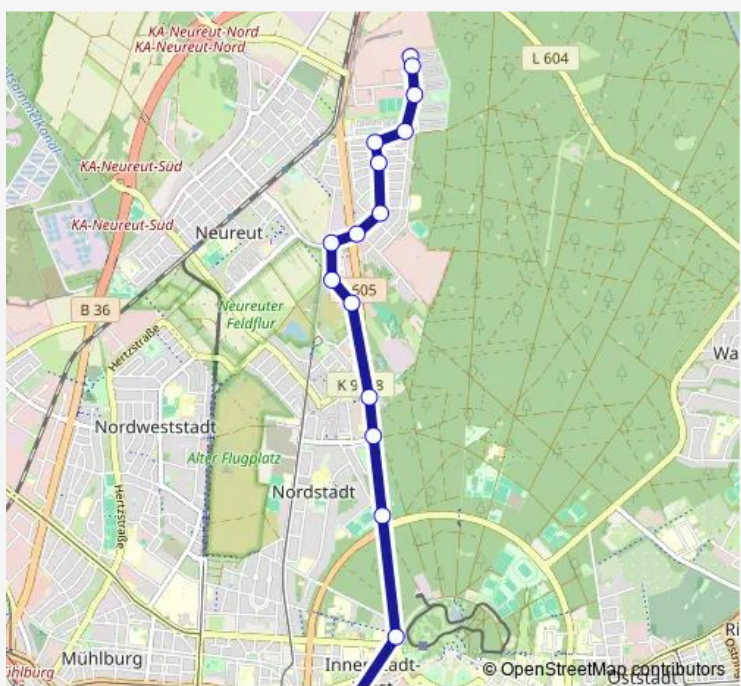 KA-Neureut-Nord
KA-Neureut-Nord
L 604
KA-Neureut-Süd
KA-Neureut-Süd
Neureut
605
B 36
Neureuter
Feldflur
Hertzstraße
Wa
Nordweststadt
Alter Flugplatz
Nordstadt
Hertzstraße
Mühlburg
© OpenStreetMap contributors